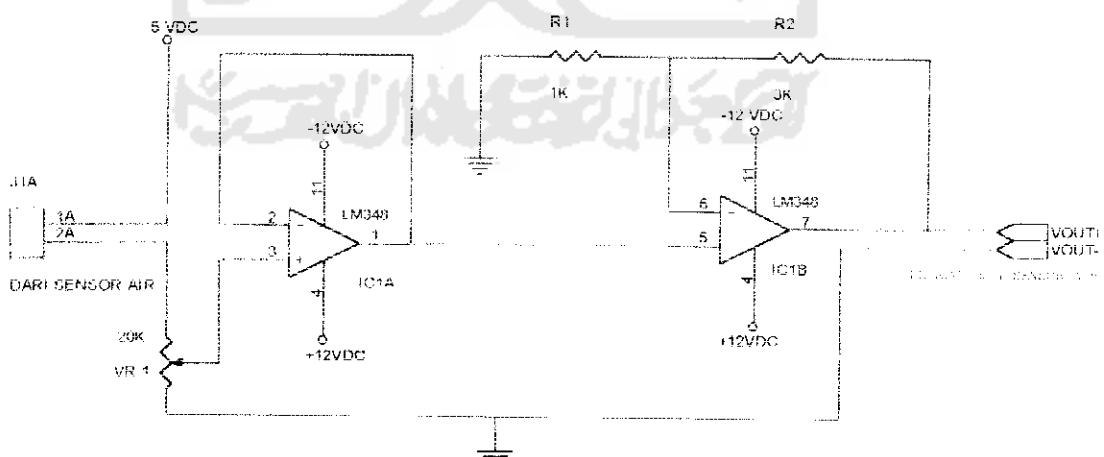 5 VDC
R1
R2
1K
3K
-12VDC
-12 VDC
11
11
J1A
1A
2A
2
3
LM348
1
6
5
LM348
7
VOUT-
DARI SENSOR AIR
IC1A
IC1B
4
4
20K
VR 1
+12VDC
+12VDC